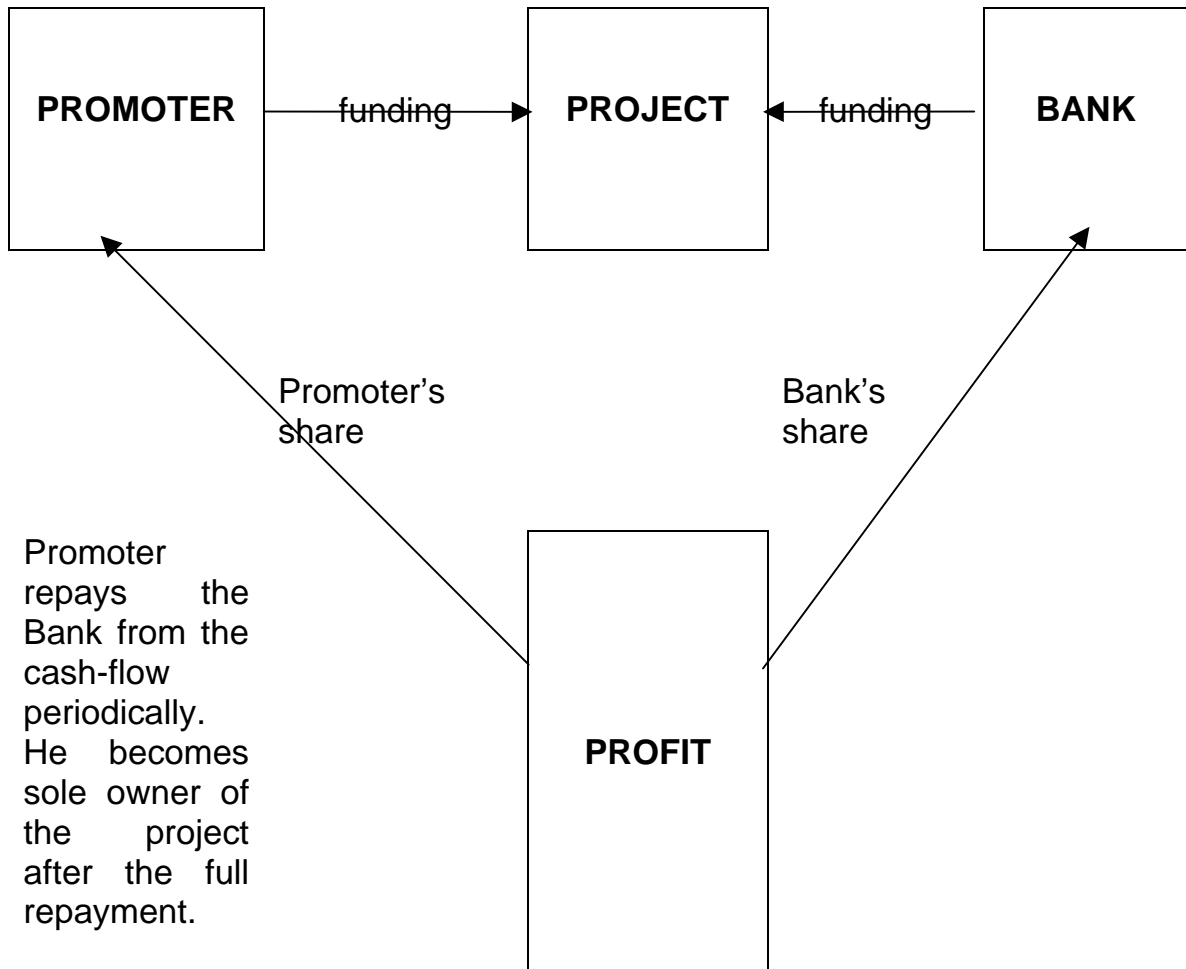 PROMOTER
funding
PROJECT
funding
BANK
Promoter’s
share
Bank’s
share
Promoter
repays the
Bank from the
cash-flow
periodically.
He becomes
sole owner of
the project
after the full
repayment.
PROFIT